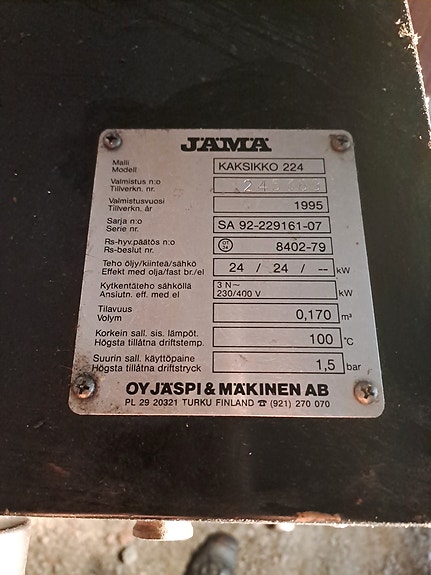 JÄMÄ
Malli
Modell
KAKSIKKO 224
Valmistus n:o
Tillverkn. nr.
Valmistusvuosi
Tillverkn. år
1995
Sarja n:o
Serie nr.
SA 92-229161-07
Rs-hyv.päätös n:o
Rs-beslut nr.
8402-79
Teho öljy/kiinteä/sähkö
Effekt med olja/fast br./el
24 / 24 / -- kW
Kytkentäteho sähköllä
Anslutn. eff. med el
3 N~
230/400 V
kW
Tilavuus
Volym
0,170 m³
Korkein sall. sis. lämpöt.
Högsta tillåtna driftstemp.
100 °C
Suurin sall. käyttöpaine
Högsta tillåtna driftstryck
1,5 bar
OY JÄSPI & MÄKINEN AB
PL 29 20321 TURKU FINLAND ☎ (921) 270 070